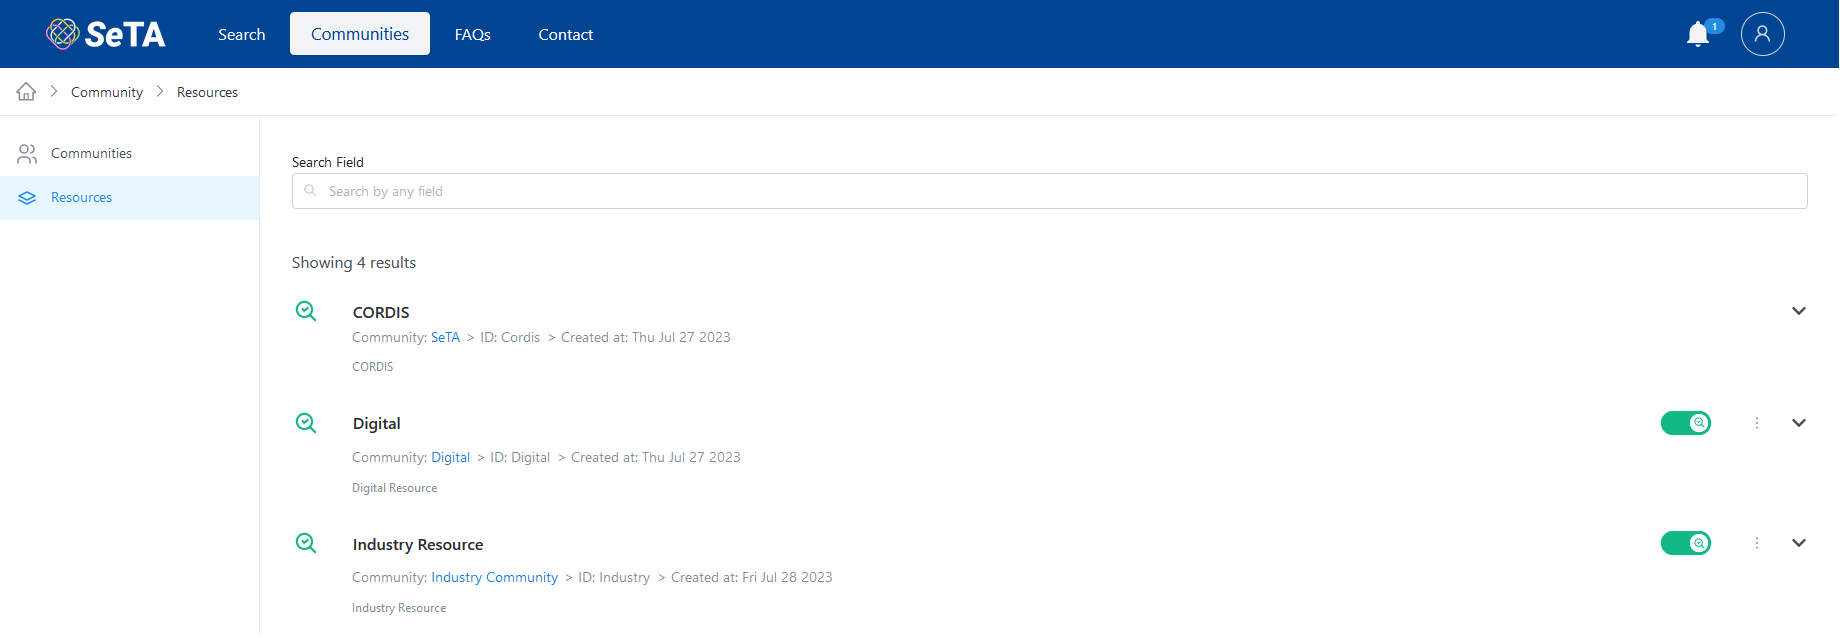 SeTA Search Communities FAQs Contact 1
Community Resources
Communities
Resources
Search Field
Search by any field
Showing 4 results
CORDIS
Community: SeTA > ID: Cordis > Created at: Thu Jul 27 2023
CORDIS
Digital
Community: Digital > ID: Digital > Created at: Thu Jul 27 2023
Digital Resource
Industry Resource
Community: Industry Community > ID: Industry > Created at: Fri Jul 28 2023
Industry Resource